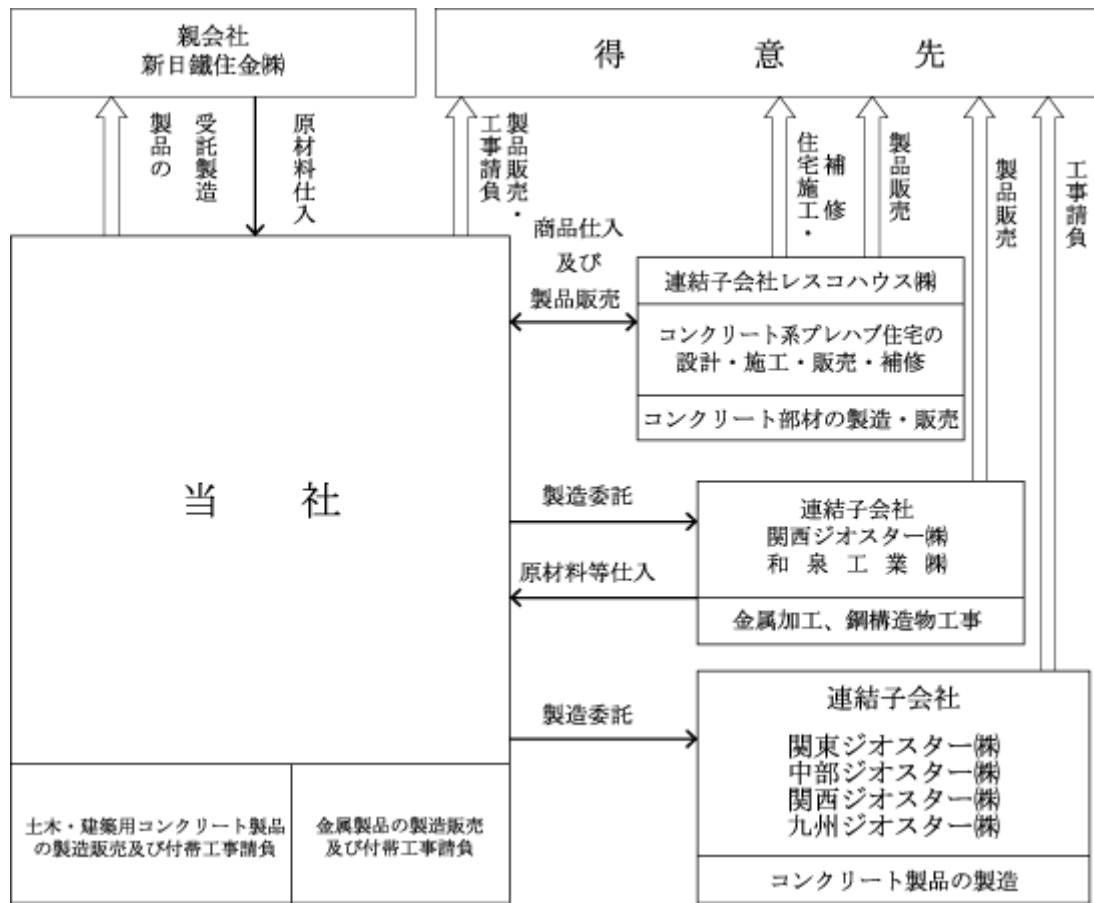 親会社
新日鐵住金㈱
得意先
製品の
受託製造
原材料仕入
製品販売・
工事請負
住宅施工・
補修
製品販売
製品販売
工事請負
商品仕入
及び
製品販売
連結子会社レスコハウス㈱
コンクリート系プレハブ住宅の
設計・施工・販売・補修
コンクリート部材の製造・販売
当社
製造委託
連結子会社
関西ジオスター㈱
和泉工業㈱
原材料等仕入
金属加工、鋼構造物工事
製造委託
連結子会社
関東ジオスター㈱
中部ジオスター㈱
関西ジオスター㈱
九州ジオスター㈱
コンクリート製品の製造
土木・建築用コンクリート製品
の製造販売及び付帯工事請負
金属製品の製造販売
及び付帯工事請負